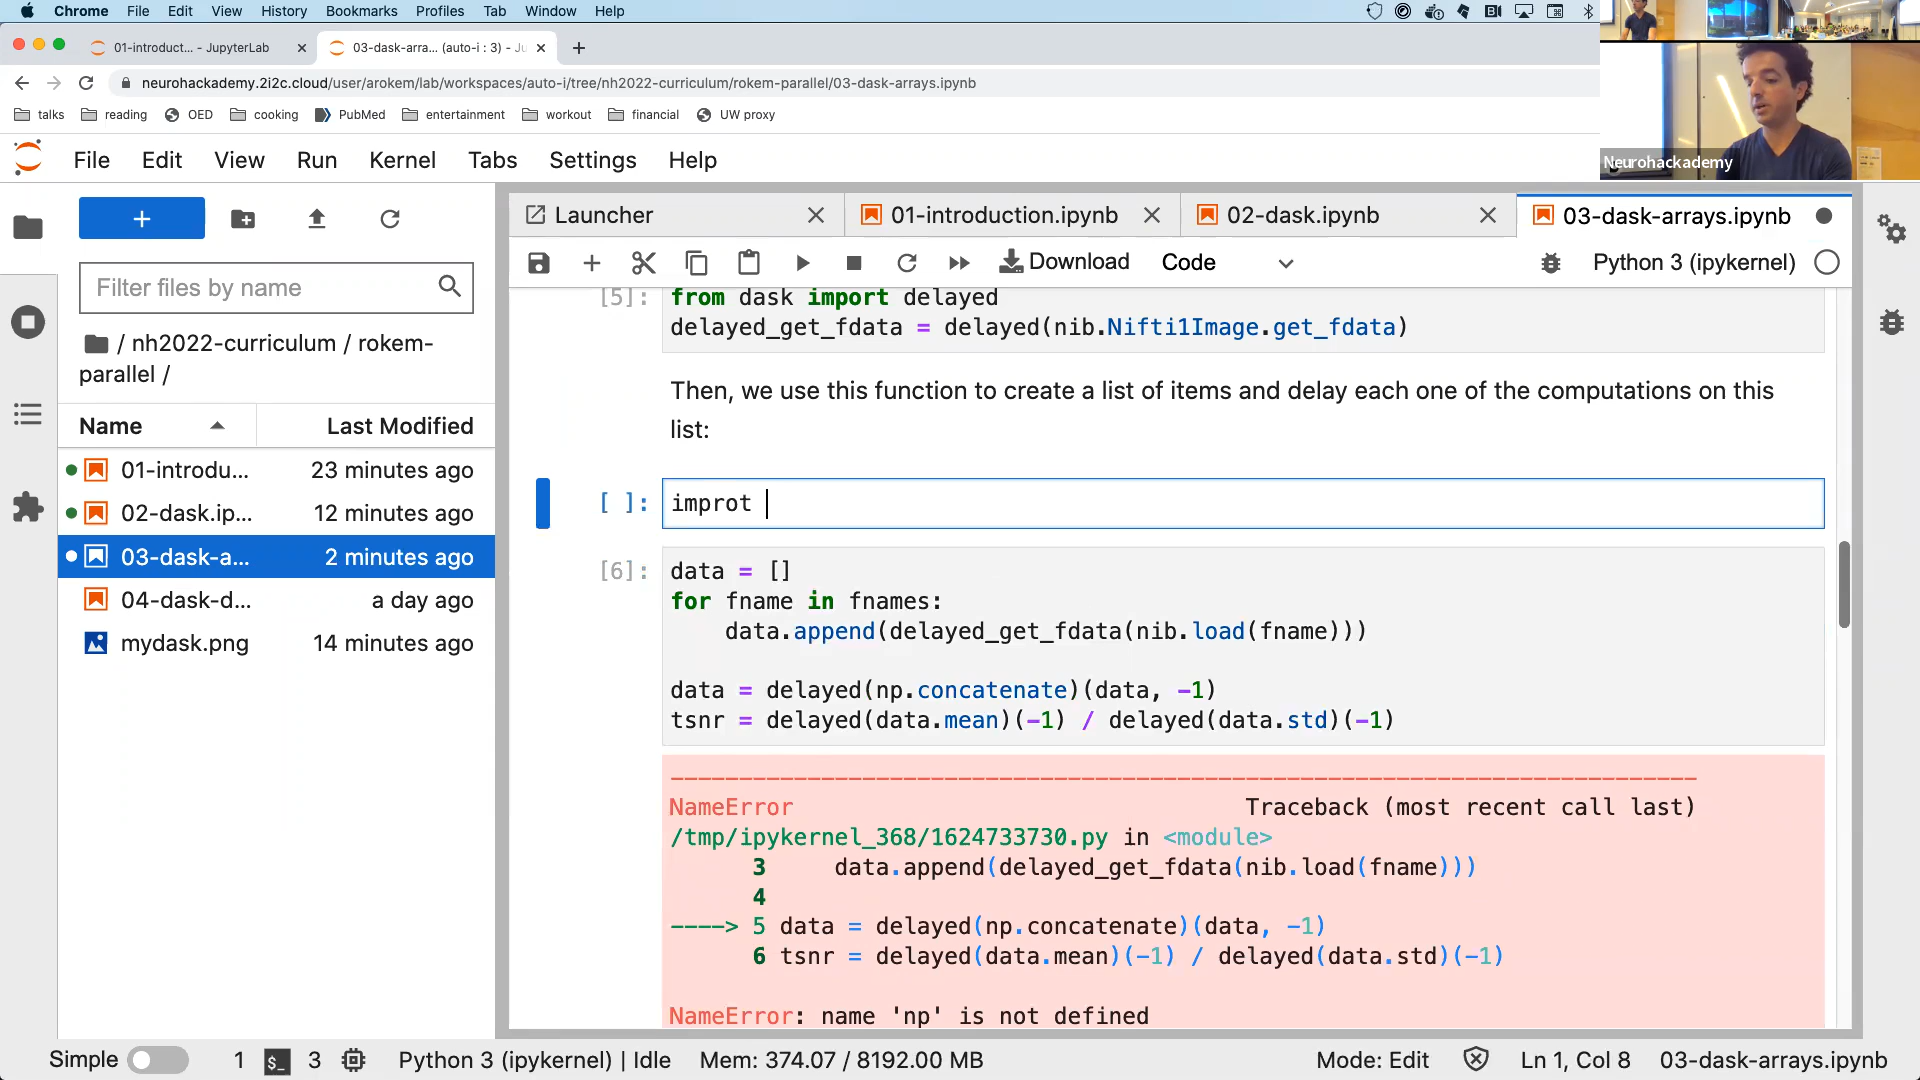 Chrome File Edit View History Bookmarks Profiles Tab Window Help
01-introduct... - JupyterLab
03-dask-arra... (auto-i : 3) - Ju
neurohackademy.2i2c.cloud/user/arokem/lab/workspaces/auto-i/tree/nh2022-curriculum/rokem-parallel/03-dask-arrays.ipynb
talks reading OED cooking PubMed entertainment workout financial UW proxy
Neurohackademy
File Edit View Run Kernel Tabs Settings Help
Launcher 01-introduction.ipynb 02-dask.ipynb 03-dask-arrays.ipynb
Download Code Python 3 (ipykernel)
Filter files by name
/ nh2022-curriculum / rokem-
parallel /
Name Last Modified
01-introdu... 23 minutes ago
02-dask.ip... 12 minutes ago
03-dask-a... 2 minutes ago
04-dask-d... a day ago
mydask.png 14 minutes ago
[5]: from dask import delayed
delayed_get_fdata = delayed(nib.Nifti1Image.get_fdata)
Then, we use this function to create a list of items and delay each one of the computations on this
list:
[ ]: improt
[6]: data = []
for fname in fnames:
    data.append(delayed_get_fdata(nib.load(fname)))
data = delayed(np.concatenate)(data, -1)
tsnr = delayed(data.mean)(-1) / delayed(data.std)(-1)
---------------------------------------------------------------------------
NameError Traceback (most recent call last)
/tmp/ipykernel_368/1624733730.py in <module>
3     data.append(delayed_get_fdata(nib.load(fname)))
4
----> 5 data = delayed(np.concatenate)(data, -1)
6 tsnr = delayed(data.mean)(-1) / delayed(data.std)(-1)
NameError: name 'np' is not defined
Simple 1 $_ 3 Python 3 (ipykernel) | Idle Mem: 374.07 / 8192.00 MB Mode: Edit Ln 1, Col 8 03-dask-arrays.ipynb